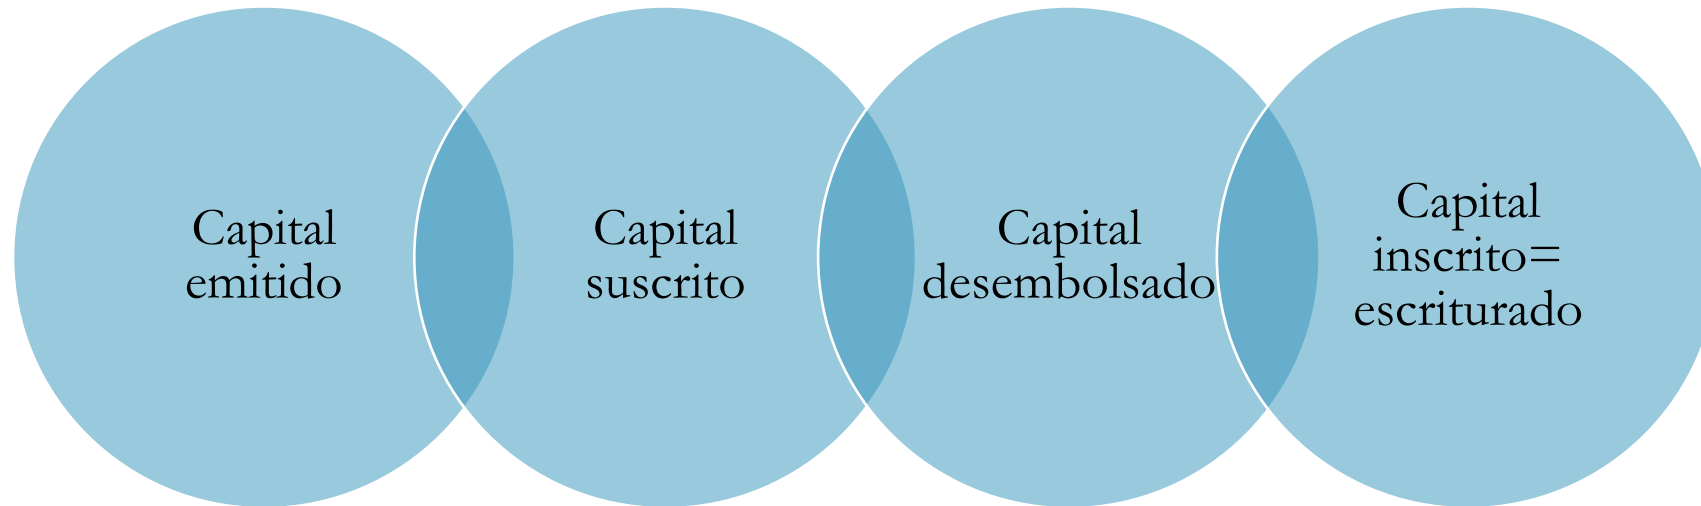 Capital
emitido
Capital
suscrito
Capital
desembolsado
Capital
inscrito=
escriturado